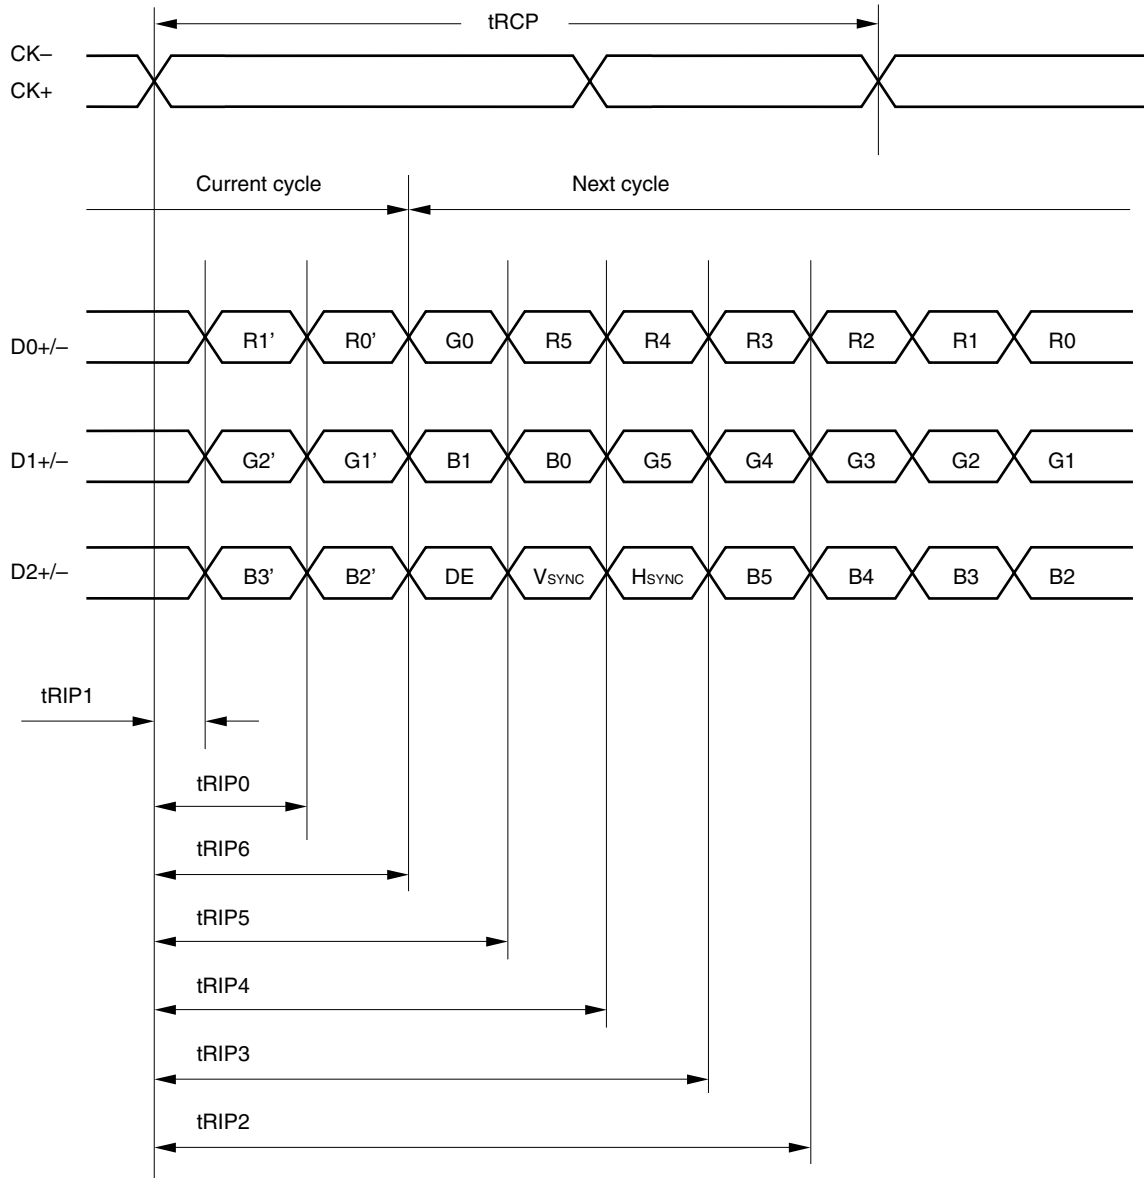 tRCP
CK–
CK+
Current cycle Next cycle
D0+/– R1’ R0’ G0 R5 R4 R3 R2 R1 R0
D1+/– G2’ G1’ B1 B0 G5 G4 G3 G2 G1
D2+/– B3’ B2’ DE VSYNC HSYNC B5 B4 B3 B2
tRIP1
tRIP0
tRIP6
tRIP5
tRIP4
tRIP3
tRIP2